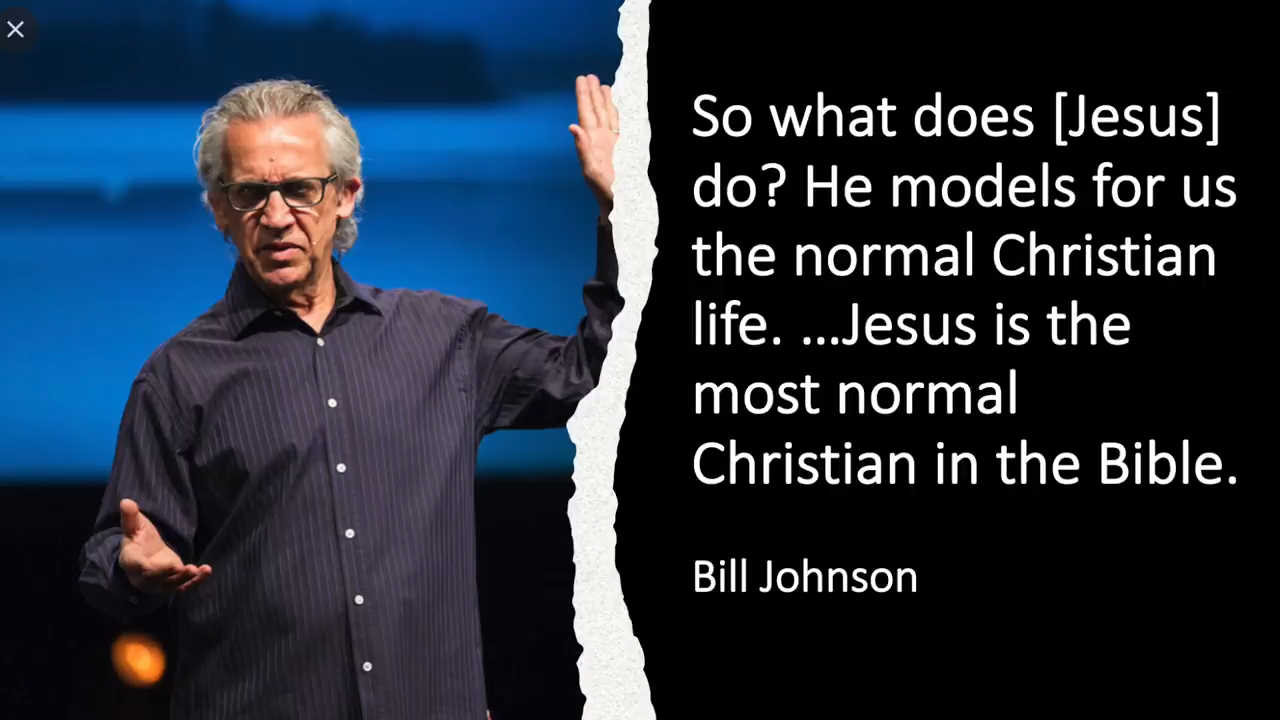 So what does [Jesus]
do? He models for us
the normal Christian
life. ...Jesus is the
most normal
Christian in the Bible.
Bill Johnson